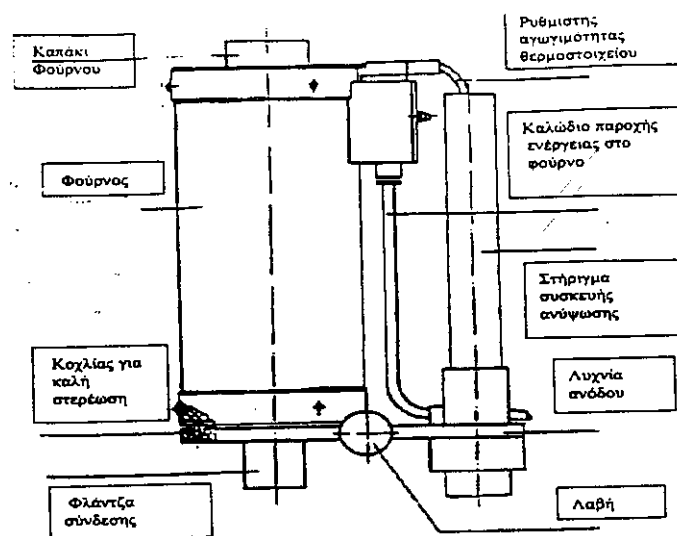 Καπάκι
Φούρνου
Ρυθμιστης
αγωγιμότητας
θερμοστοιχείου
Καλώδιο παροχής
ενέργειας στο
φούρνο
Φούρνος
Στήριγμα
συσκευής
ανύψωσης
Κοχλίας για
καλή
στερέωση
Λυχνία
ανόδου
Φλάντζα
σύνδεσης
Λαβή